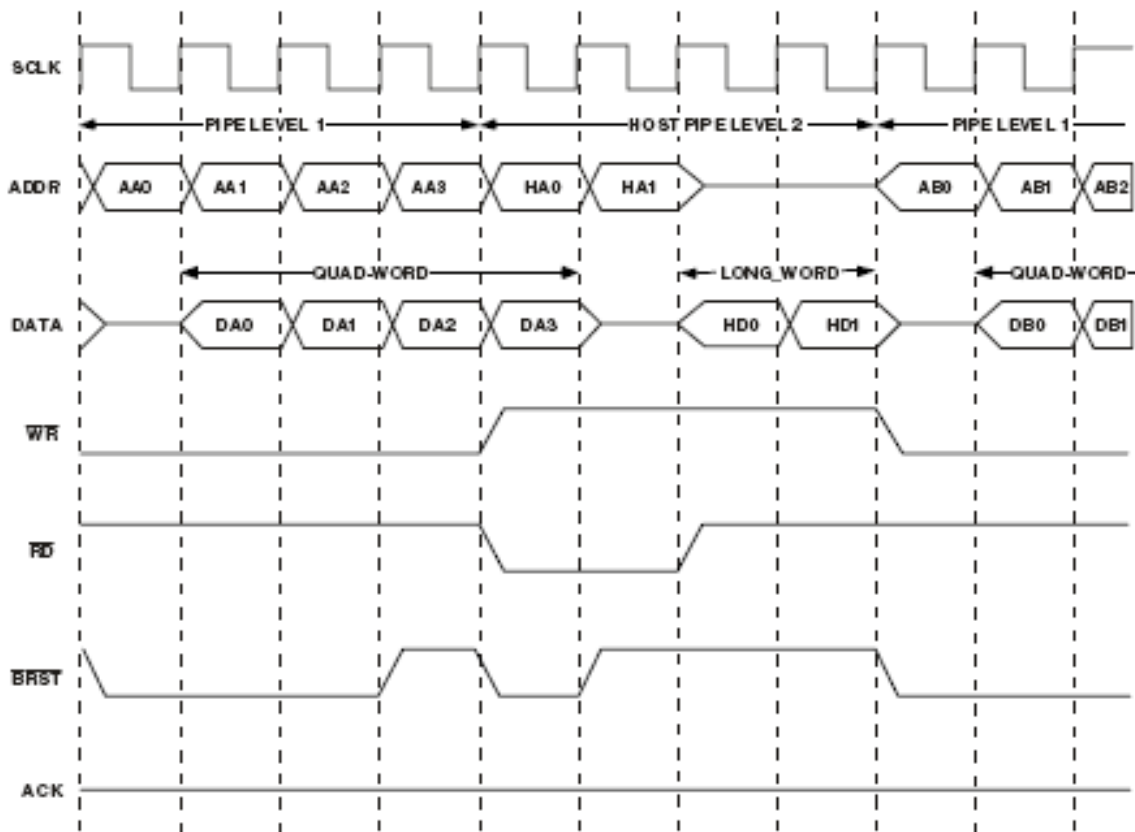 SCLK
PIPE LEVEL 1 HOST PIPE LEVEL 2 PIPE LEVEL 1
ADDR AA0 AA1 AA2 AA3 HA0 HA1 AB0 AB1 AB2
QUAD-WORD LONG_WORD QUAD-WORD
DATA DA0 DA1 DA2 DA3 HD0 HD1 DB0 DB1
WR
RD
BRST
ACK